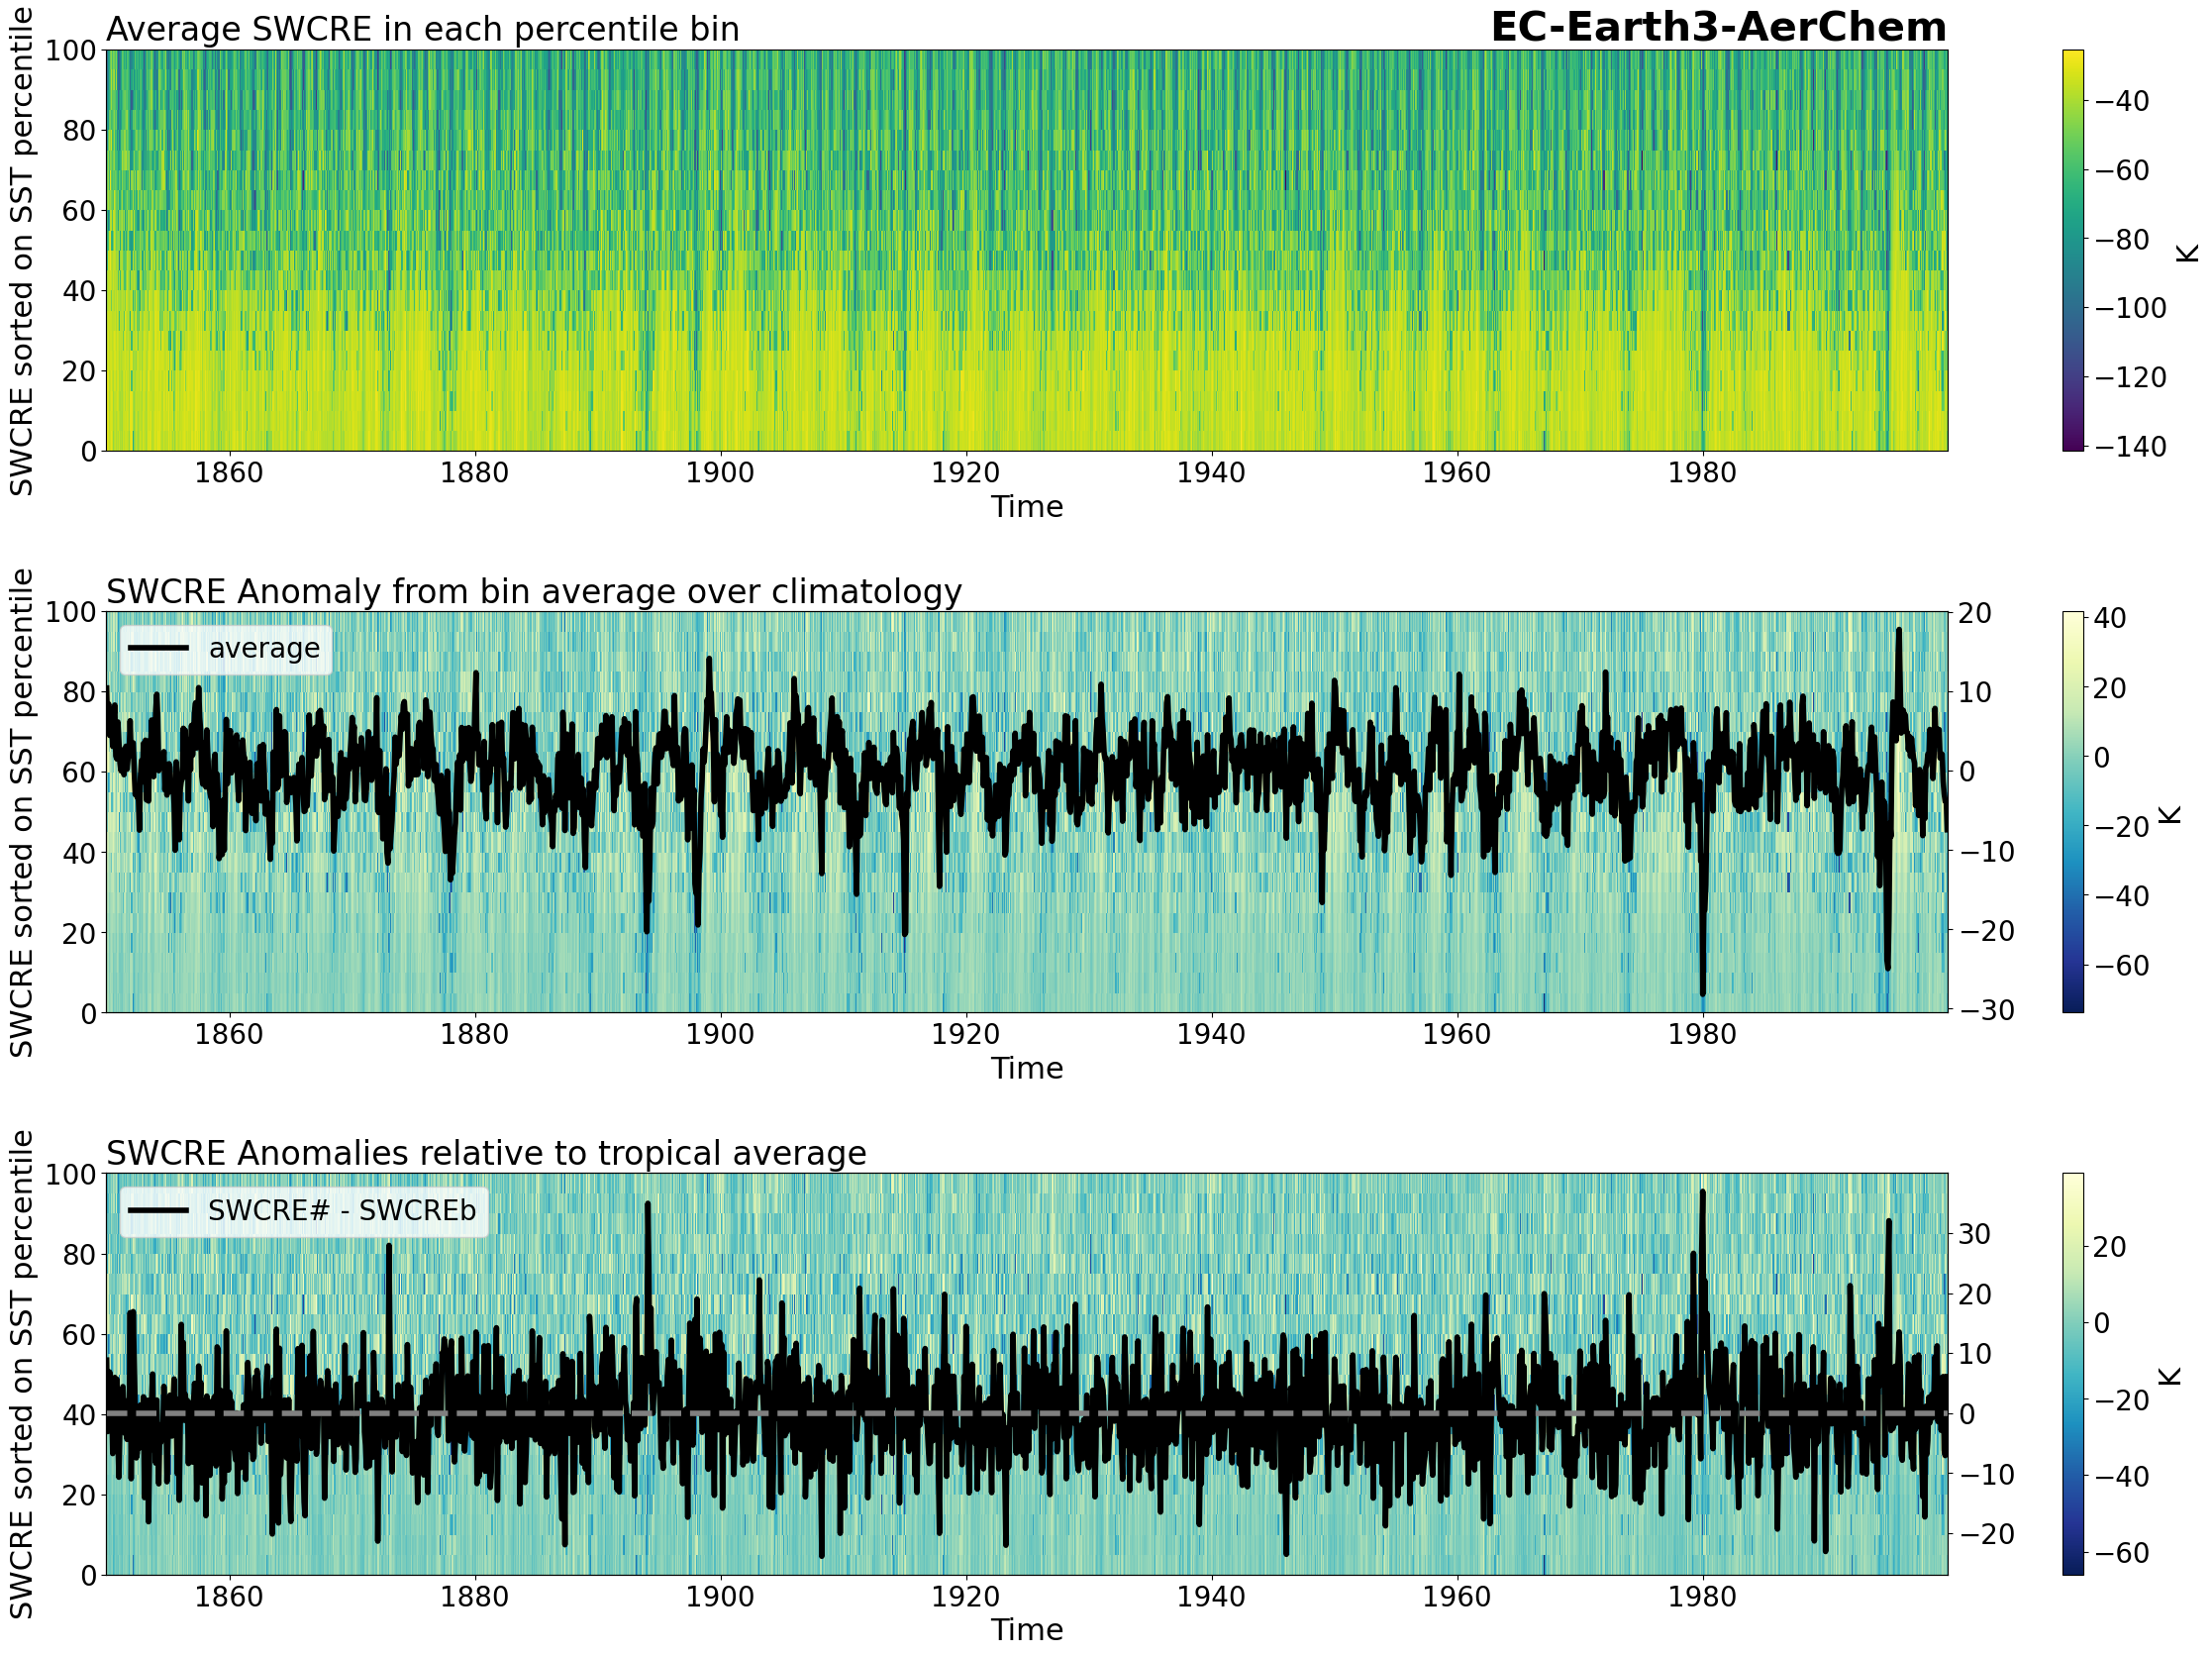 Average SWCRE in each percentile bin
EC-Earth3-AerChem
SWCRE sorted on SST percentile
100
80
60
40
20
0
1860 1880 1900 1920 1940 1960 1980
Time
−40
−60
−80
−100
−120
−140
K
SWCRE Anomaly from bin average over climatology
SWCRE sorted on SST percentile
100
80
60
40
20
0
average
20
10
0
−10
−20
−30
1860 1880 1900 1920 1940 1960 1980
Time
40
20
0
−20
−40
−60
K
SWCRE Anomalies relative to tropical average
SWCRE sorted on SST percentile
100
80
60
40
20
0
SWCRE# - SWCREb
30
20
10
0
−10
−20
1860 1880 1900 1920 1940 1960 1980
Time
20
0
−20
−40
−60
K